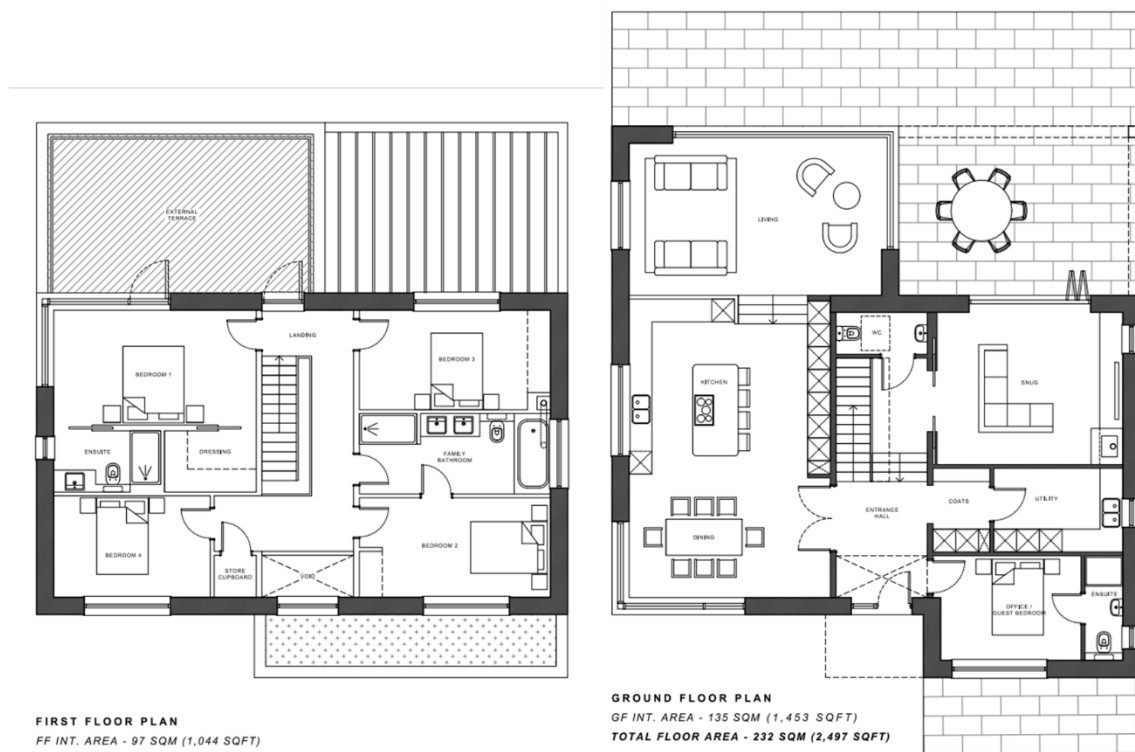 EXTERNAL
TERRACE
LANDING
BEDROOM 1
BEDROOM 3
ENSUITE
DRESSING
FAMILY
BATHROOM
BEDROOM 4
STORE
CUPBOARD
VOID
BEDROOM 2
FIRST FLOOR PLAN
FF INT. AREA - 97 SQM (1,044 SQFT)
LIVING
WC
KITCHEN
SNUG
ENTRANCE
HALL
COATS
UTILITY
DINING
OFFICE /
GUEST BEDROOM
ENSUITE
GROUND FLOOR PLAN
GF INT. AREA - 135 SQM (1,453 SQFT)
TOTAL FLOOR AREA - 232 SQM (2,497 SQFT)